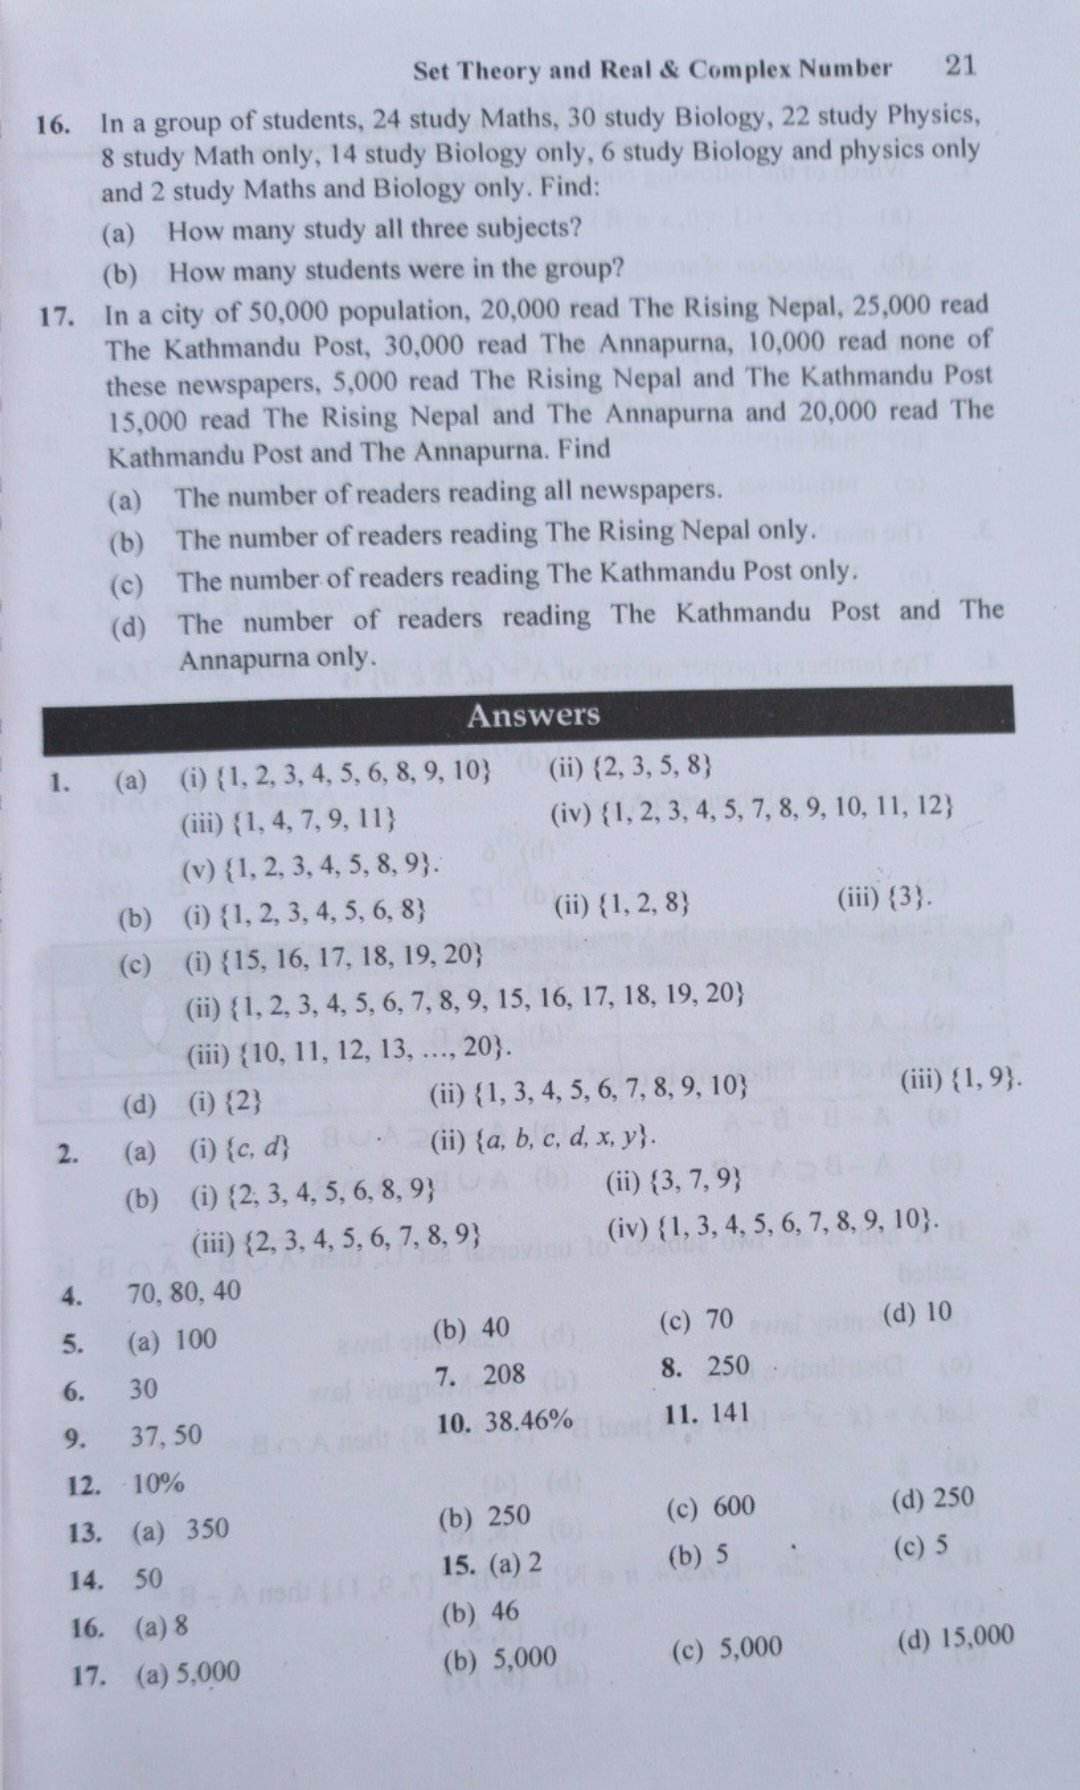 Set Theory and Real & Complex Number 21
16. In a group of students, 24 study Maths, 30 study Biology, 22 study Physics,
8 study Math only, 14 study Biology only, 6 study Biology and physics only
and 2 study Maths and Biology only. Find:
(a) How many study all three subjects?
(b) How many students were in the group?
17. In a city of 50,000 population, 20,000 read The Rising Nepal, 25,000 read
The Kathmandu Post, 30,000 read The Annapurna, 10,000 read none of
these newspapers, 5,000 read The Rising Nepal and The Kathmandu Post
15,000 read The Rising Nepal and The Annapurna and 20,000 read The
Kathmandu Post and The Annapurna. Find
(a) The number of readers reading all newspapers.
(b) The number of readers reading The Rising Nepal only.
(c) The number of readers reading The Kathmandu Post only.
(d) The number of readers reading The Kathmandu Post and The
Annapurna only.
Answers
1. (a) (i) {1, 2, 3, 4, 5, 6, 8, 9, 10} (ii) {2, 3, 5, 8}
(iii) {1, 4, 7, 9, 11} (iv) {1, 2, 3, 4, 5, 7, 8, 9, 10, 11, 12}
(v) {1, 2, 3, 4, 5, 8, 9}.
(b) (i) {1, 2, 3, 4, 5, 6, 8} (ii) {1, 2, 8} (iii) {3}.
(c) (i) {15, 16, 17, 18, 19, 20}
(ii) {1, 2, 3, 4, 5, 6, 7, 8, 9, 15, 16, 17, 18, 19, 20}
(iii) {10, 11, 12, 13, ..., 20}.
(d) (i) {2} (ii) {1, 3, 4, 5, 6, 7, 8, 9, 10} (iii) {1, 9}.
2. (a) (i) {c, d} (ii) {a, b, c, d, x, y}.
(b) (i) {2, 3, 4, 5, 6, 8, 9} (ii) {3, 7, 9}
(iii) {2, 3, 4, 5, 6, 7, 8, 9} (iv) {1, 3, 4, 5, 6, 7, 8, 9, 10}.
4. 70, 80, 40
5. (a) 100 (b) 40 (c) 70 (d) 10
6. 30 7. 208 8. 250
9. 37, 50 10. 38.46% 11. 141
12. 10%
13. (a) 350 (b) 250 (c) 600 (d) 250
14. 50 15. (a) 2 (b) 5 (c) 5
16. (a) 8 (b) 46
17. (a) 5,000 (b) 5,000 (c) 5,000 (d) 15,000